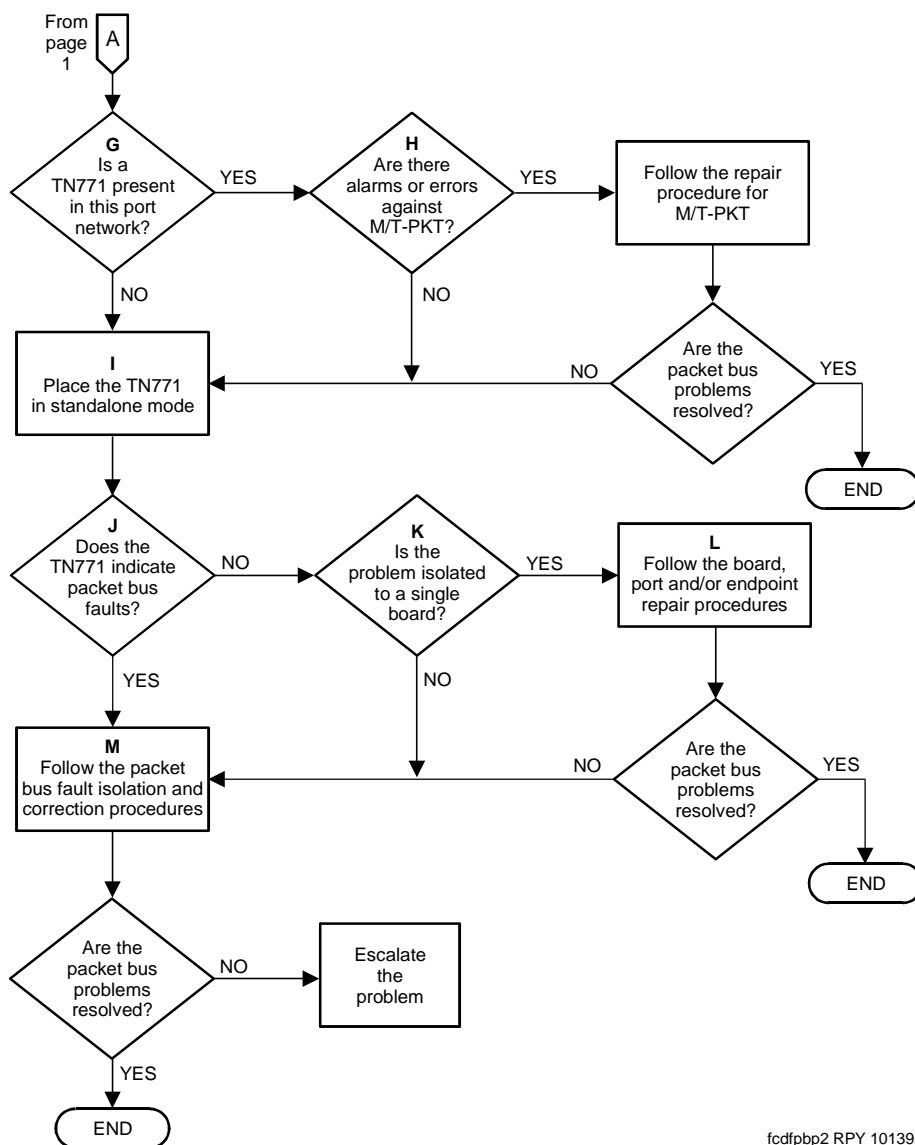 From
page
1
A
G
Is a
TN771 present
in this port
network?
YES
H
Are there
alarms or errors
against
M/T-PKT?
YES
Follow the repair
procedure for
M/T-PKT
NO
NO
I
Place the TN771
in standalone mode
NO
Are the
packet bus
problems
resolved?
YES
END
J
Does the
TN771 indicate
packet bus
faults?
NO
K
Is the
problem isolated
to a single
board?
YES
L
Follow the board,
port and/or endpoint
repair procedures
YES
NO
M
Follow the packet
bus fault isolation and
correction procedures
NO
Are the
packet bus
problems
resolved?
YES
END
Are the
packet bus
problems
resolved?
NO
Escalate
the
problem
YES
END
fcdfpbp2 RPY 101397